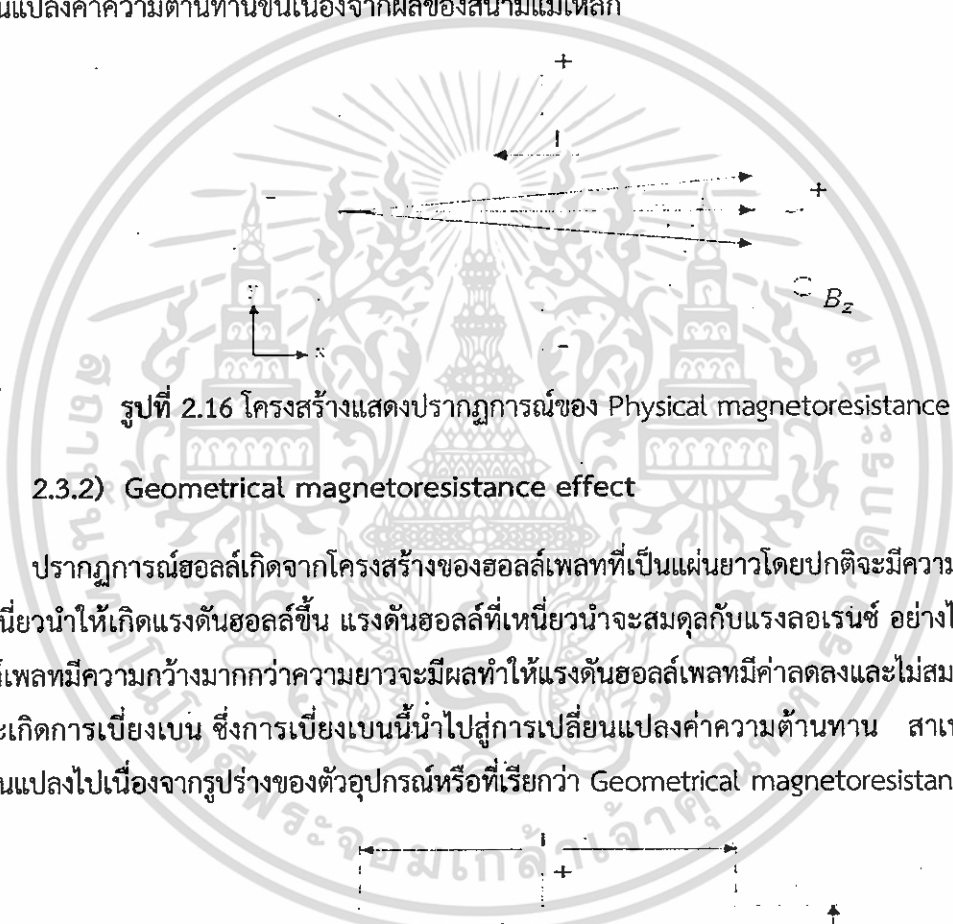 นแปลงค่าความต้านทานขึ้นเนื่องจากผลของสนามแม่เหล็ก
+
I
-
+
y
B_z
x
-
รูปที่ 2.16 โครงสร้างแสดงปรากฏการณ์ของ Physical magnetoresistance
2.3.2) Geometrical magnetoresistance effect
ปรากฏการณ์ฮอลล์เกิดจากโครงสร้างของฮอลล์เพลทที่เป็นแผ่นยาวโดยปกติจะมีความ
นี่ยวนำให้เกิดแรงดันฮอลล์ขึ้น แรงดันฮอลล์ที่เหนี่ยวนำจะสมดุลกับแรงลอเรนซ์ อย่างไ
์เพลทมีความกว้างมากกว่าความยาวจะมีผลทำให้แรงดันฮอลล์เพลทมีค่าลดลงและไม่สม
ะเกิดการเบี่ยงเบน ซึ่งการเบี่ยงเบนนี้นำไปสู่การเปลี่ยนแปลงค่าความต้านทาน สาเ
นแปลงไปเนื่องจากรูปร่างของตัวอุปกรณ์หรือที่เรียกว่า Geometrical magnetoresistan
พระจอมเกล้าเจ้าคุณท
l
+